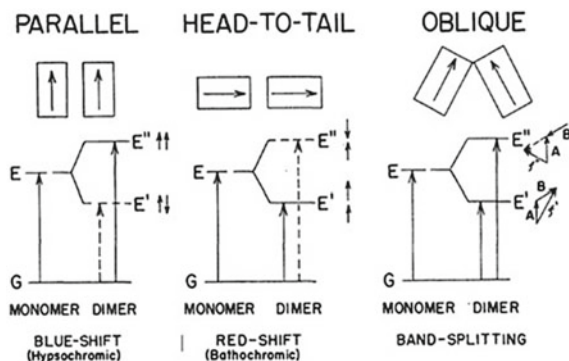 PARALLEL HEAD-TO-TAIL OBLIQUE
E" E" E" B
A
E E E
E' E' E' B
A
G G G
MONOMER DIMER MONOMER DIMER MONOMER DIMER
BLUE-SHIFT RED-SHIFT BAND-SPLITTING
(Hypsochromic) (Bathochromic)